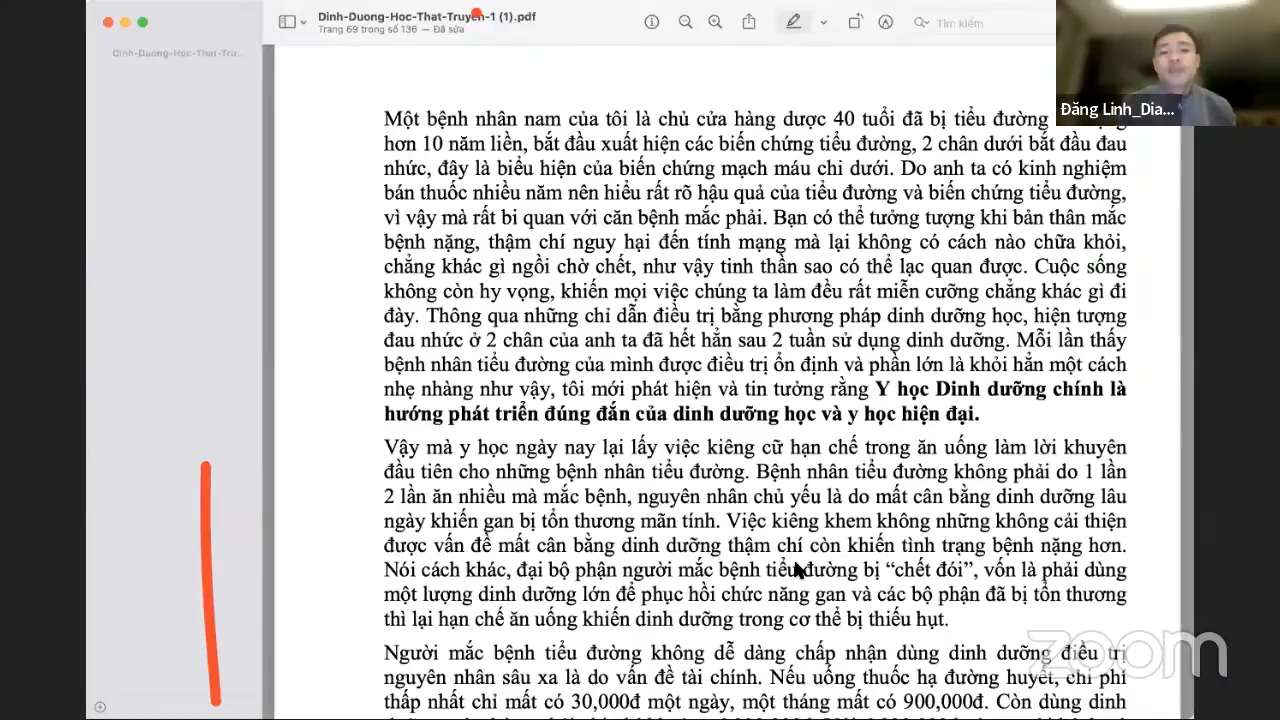 Dinh-Duong-Hoc-That-Truyen-1 (1).pdf
Trang 69 trong số 136 — Đã sửa
Tìm kiếm
Dinh-Duong-Hoc-That-Tru...
Đăng Linh_Dia...
Một bệnh nhân nam của tôi là chủ cửa hàng dược 40 tuổi đã bị tiểu đường
hơn 10 năm liền, bắt đầu xuất hiện các biến chứng tiểu đường, 2 chân dưới bắt đầu đau
nhức, đây là biểu hiện của biến chứng mạch máu chi dưới. Do anh ta có kinh nghiệm
bán thuốc nhiều năm nên hiểu rất rõ hậu quả của tiểu đường và biến chứng tiểu đường,
vì vậy mà rất bi quan với căn bệnh mắc phải. Bạn có thể tưởng tượng khi bản thân mắc
bệnh nặng, thậm chí nguy hại đến tính mạng mà lại không có cách nào chữa khỏi,
chẳng khác gì ngồi chờ chết, như vậy tinh thần sao có thể lạc quan được. Cuộc sống
không còn hy vọng, khiến mọi việc chúng ta làm đều rất miễn cưỡng chẳng khác gì đi
đày. Thông qua những chỉ dẫn điều trị bằng phương pháp dinh dưỡng học, hiện tượng
đau nhức ở 2 chân của anh ta đã hết hẳn sau 2 tuần sử dụng dinh dưỡng. Mỗi lần thấy
bệnh nhân tiểu đường của mình được điều trị ổn định và phần lớn là khỏi hẳn một cách
nhẹ nhàng như vậy, tôi mới phát hiện và tin tưởng rằng Y học Dinh dưỡng chính là
hướng phát triển đúng đắn của dinh dưỡng học và y học hiện đại.
Vậy mà y học ngày nay lại lấy việc kiêng cữ hạn chế trong ăn uống làm lời khuyên
đầu tiên cho những bệnh nhân tiểu đường. Bệnh nhân tiểu đường không phải do 1 lần
2 lần ăn nhiều mà mắc bệnh, nguyên nhân chủ yếu là do mất cân bằng dinh dưỡng lâu
ngày khiến gan bị tổn thương mãn tính. Việc kiêng khem không những không cải thiện
được vấn đề mất cân bằng dinh dưỡng thậm chí còn khiến tình trạng bệnh nặng hơn.
Nói cách khác, đại bộ phận người mắc bệnh tiểu đường bị “chết đói”, vốn là phải dùng
một lượng dinh dưỡng lớn để phục hồi chức năng gan và các bộ phận đã bị tổn thương
thì lại hạn chế ăn uống khiến dinh dưỡng trong cơ thể bị thiếu hụt.
Người mắc bệnh tiểu đường không dễ dàng chấp nhận dùng dinh dưỡng điều trị
nguyên nhân sâu xa là do vấn đề tài chính. Nếu uống thuốc hạ đường huyết, chi phí
thấp nhất chỉ mất có 30,000đ một ngày, một tháng mất có 900,000đ. Còn dùng dinh
zoom